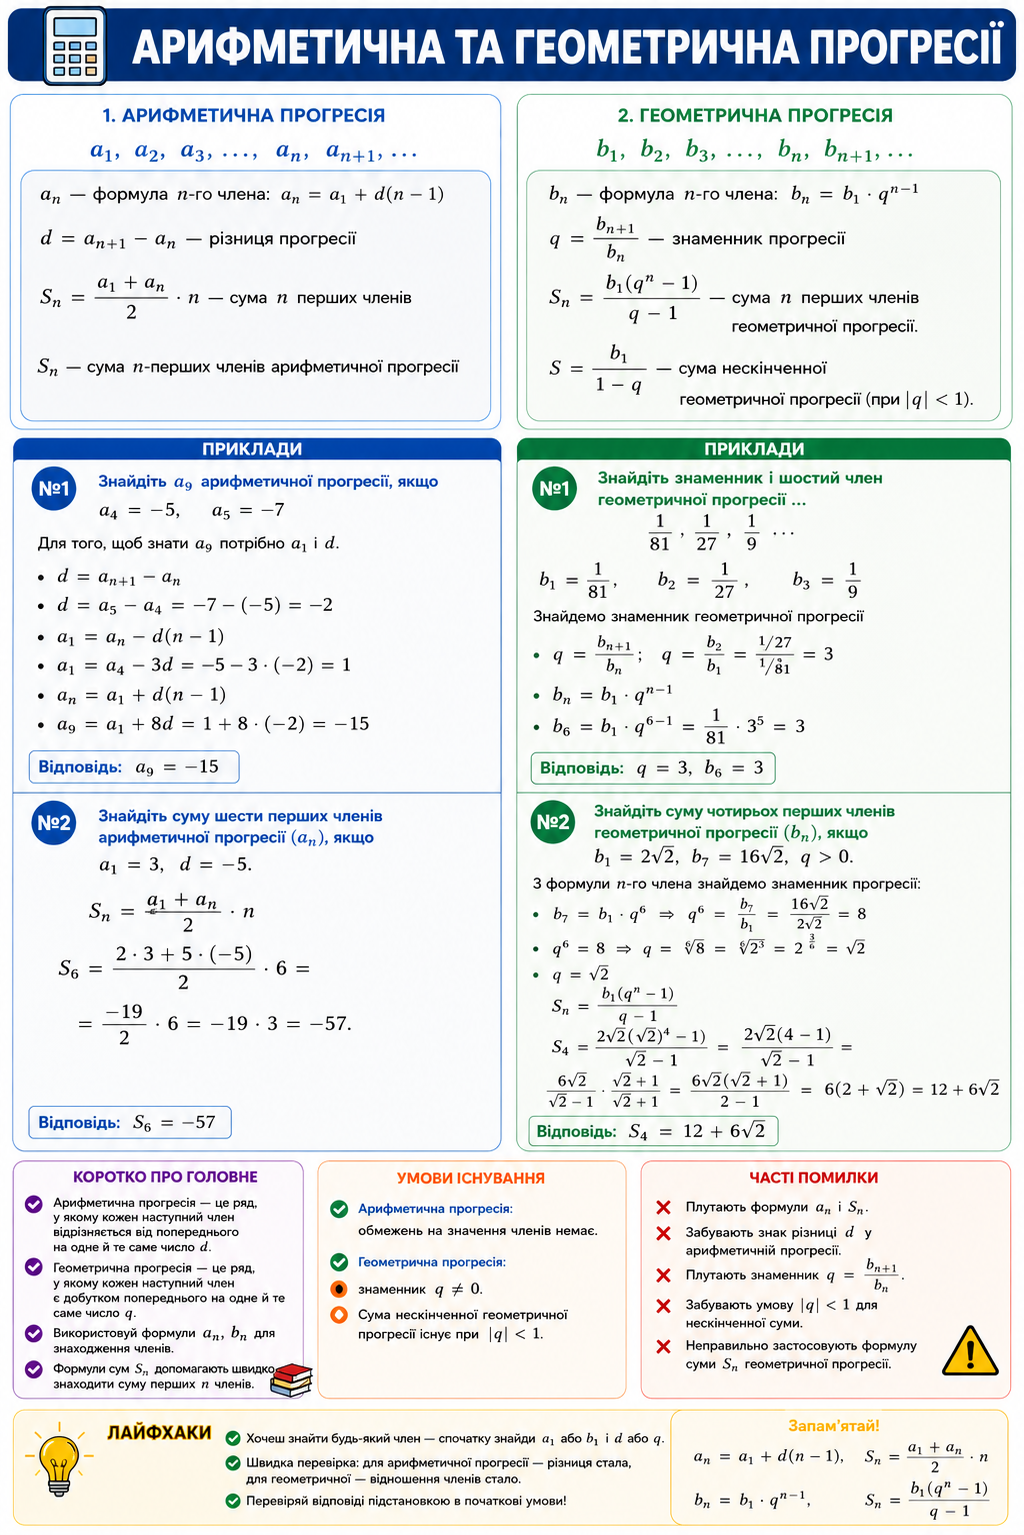 АРИФМЕТИЧНА ТА ГЕОМЕТРИЧНА ПРОГРЕСІЇ
1. АРИФМЕТИЧНА ПРОГРЕСІЯ
a₁, a₂, a₃, ..., aₙ, aₙ₊₁, ...
aₙ — формула n-го члена: aₙ = a₁ + d(n − 1)
d = aₙ₊₁ − aₙ — різниця прогресії
Sₙ = (a₁ + aₙ)/2 · n — сума n перших членів
Sₙ — сума n-перших членів арифметичної прогресії
2. ГЕОМЕТРИЧНА ПРОГРЕСІЯ
b₁, b₂, b₃, ..., bₙ, bₙ₊₁, ...
bₙ — формула n-го члена: bₙ = b₁ · qⁿ⁻¹
q = bₙ₊₁/bₙ — знаменник прогресії
Sₙ = b₁(qⁿ − 1)/(q − 1) — сума n перших членів
геометричної прогресії.
S = b₁/(1 − q) — сума нескінченної
геометричної прогресії (при |q| < 1).
ПРИКЛАДИ
№1
Знайдіть a₉ арифметичної прогресії, якщо
a₄ = −5, a₅ = −7
Для того, щоб знати a₉ потрібно a₁ і d.
• d = aₙ₊₁ − aₙ
• d = a₅ − a₄ = −7 − (−5) = −2
• a₁ = aₙ − d(n − 1)
• a₁ = a₄ − 3d = −5 − 3 · (−2) = 1
• aₙ = a₁ + d(n − 1)
• a₉ = a₁ + 8d = 1 + 8 · (−2) = −15
Відповідь: a₉ = −15
№2
Знайдіть суму шести перших членів
арифметичної прогресії (aₙ), якщо
a₁ = 3, d = −5.
Sₙ = (a₁ + aₙ)/2 · n
S₆ = (2 · 3 + 5 · (−5))/2 · 6 =
= −19/2 · 6 = −19 · 3 = −57.
Відповідь: S₆ = −57
ПРИКЛАДИ
№1
Знайдіть знаменник і шостий член
геометричної прогресії ...
1/81, 1/27, 1/9 ...
b₁ = 1/81, b₂ = 1/27, b₃ = 1/9
Знайдемо знаменник геометричної прогресії
• q = bₙ₊₁/bₙ; q = b₂/b₁ = (1/27)/(1/81) = 3
• bₙ = b₁ · qⁿ⁻¹
• b₆ = b₁ · q⁶⁻¹ = 1/81 · 3⁵ = 3
Відповідь: q = 3, b₆ = 3
№2
Знайдіть суму чотирьох перших членів
геометричної прогресії (bₙ), якщо
b₁ = 2√2, b₇ = 16√2, q > 0.
З формули n-го члена знайдемо знаменник прогресії:
• b₇ = b₁ · q⁶ ⇒ q⁶ = b₇/b₁ = 16√2/2√2 = 8
• q⁶ = 8 ⇒ q = ⁶√8 = ⁶√2³ = 2^(3/6) = √2
• q = √2
Sₙ = b₁(qⁿ − 1)/(q − 1)
S₄ = 2√2(√2)⁴ − 1)/(√2 − 1) = 2√2(4 − 1)/(√2 − 1) =
6√2/(√2 − 1) · (√2 + 1)/(√2 + 1) = 6√2(√2 + 1)/(2 − 1) = 6(2 + √2) = 12 + 6√2
Відповідь: S₄ = 12 + 6√2
КОРОТКО ПРО ГОЛОВНЕ
Арифметична прогресія — це ряд,
у якому кожен наступний член
відрізняється від попереднього
на одне й те саме число d.
Геометрична прогресія — це ряд,
у якому кожен наступний член
є добутком попереднього на одне й те
саме число q.
Використовуй формули aₙ, bₙ для
знаходження членів.
Формули сум Sₙ допомагають швидко
знаходити суму перших n членів.
УМОВИ ІСНУВАННЯ
Арифметична прогресія:
обмежень на значення членів немає.
Геометрична прогресія:
знаменник q ≠ 0.
Сума нескінченної геометричної
прогресії існує при |q| < 1.
ЧАСТІ ПОМИЛКИ
Плутають формули aₙ і Sₙ.
Забувають знак різниці d у
арифметичній прогресії.
Плутають знаменник q = bₙ₊₁/bₙ.
Забувають умову |q| < 1 для
нескінченної суми.
Неправильно застосовують формулу
суми Sₙ геометричної прогресії.
ЛАЙФХАКИ
Хочеш знайти будь-який член — спочатку знайди a₁ або b₁ і d або q.
Швидка перевірка: для арифметичної прогресії — різниця стала,
для геометричної — відношення членів стало.
Перевіряй відповіді підстановкою в початкові умови!
Запам’ятай!
aₙ = a₁ + d(n − 1), Sₙ = (a₁ + aₙ)/2 · n
bₙ = b₁ · qⁿ⁻¹, Sₙ = b₁(qⁿ − 1)/(q − 1)